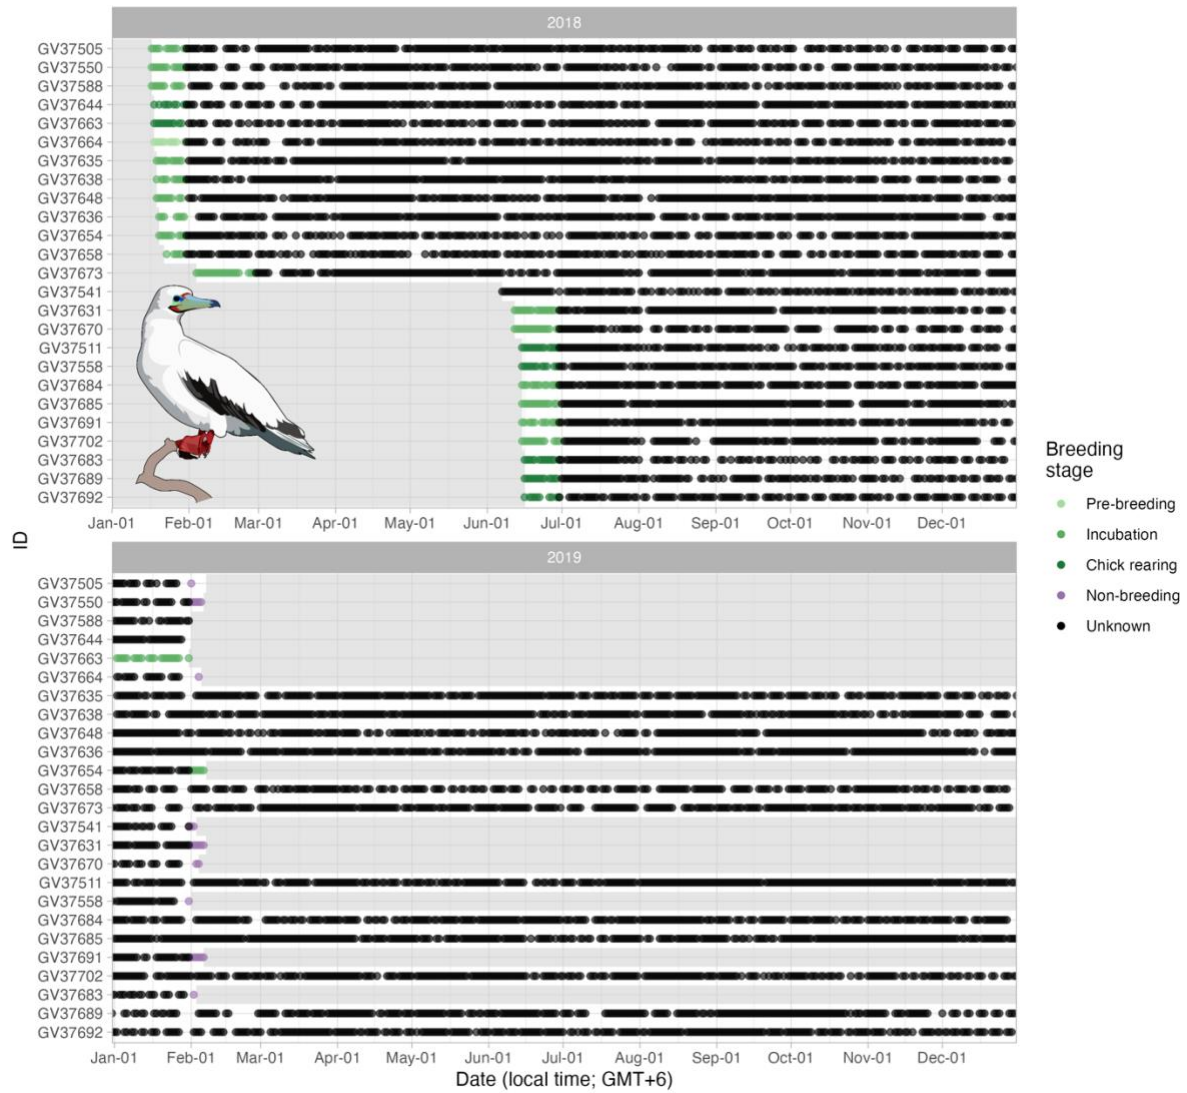 2018
GV37505
GV37550
GV37588
GV37644
GV37663
GV37664
GV37635
GV37638
GV37648
GV37636
GV37654
GV37658
GV37673
GV37541
GV37631
GV37670
GV37511
GV37558
GV37684
GV37685
GV37691
GV37702
GV37683
GV37689
GV37692
Jan-01 Feb-01 Mar-01 Apr-01 May-01 Jun-01 Jul-01 Aug-01 Sep-01 Oct-01 Nov-01 Dec-01
ID
2019
GV37505
GV37550
GV37588
GV37644
GV37663
GV37664
GV37635
GV37638
GV37648
GV37636
GV37654
GV37658
GV37673
GV37541
GV37631
GV37670
GV37511
GV37558
GV37684
GV37685
GV37691
GV37702
GV37683
GV37689
GV37692
Jan-01 Feb-01 Mar-01 Apr-01 May-01 Jun-01 Jul-01 Aug-01 Sep-01 Oct-01 Nov-01 Dec-01
Date (local time; GMT+6)
Breeding
stage
Pre-breeding
Incubation
Chick rearing
Non-breeding
Unknown